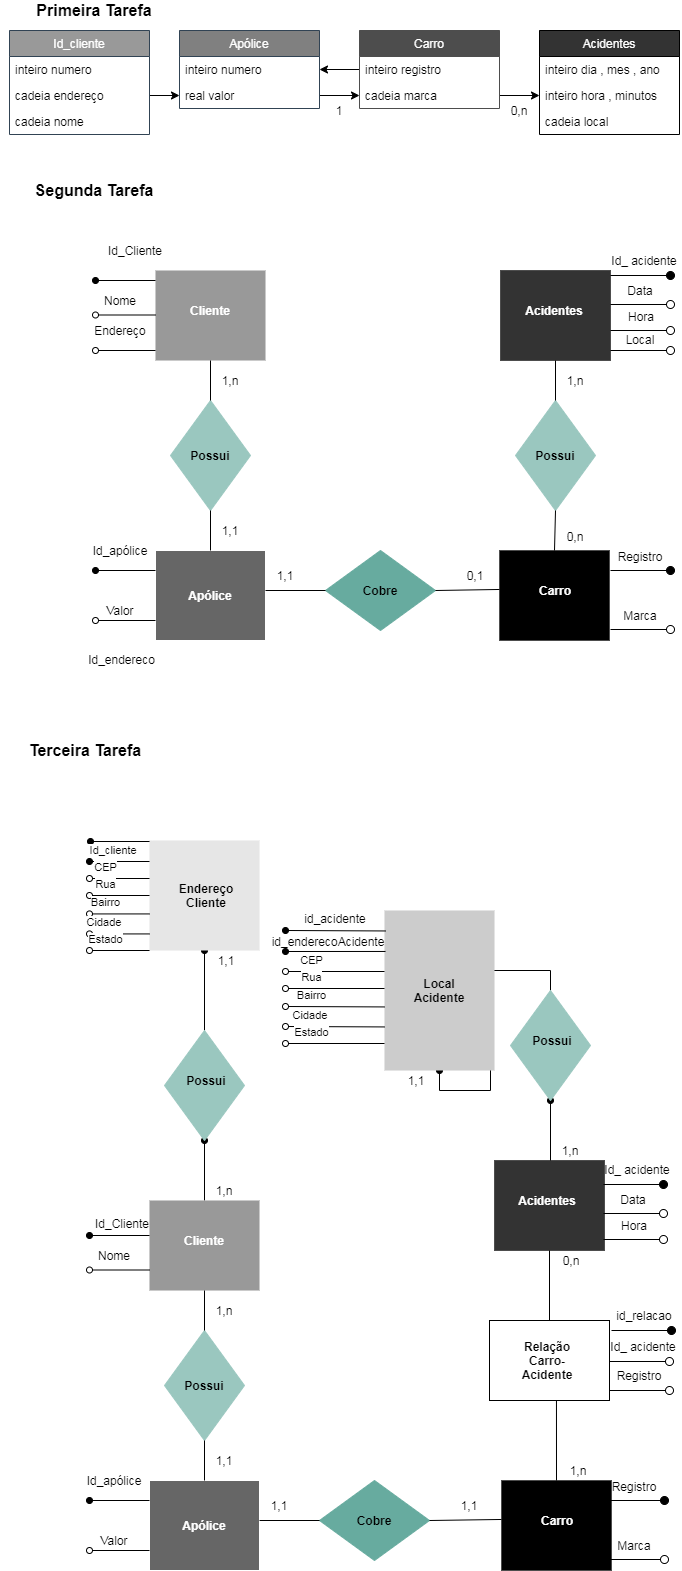 Primeira Tarefa
Id_cliente
Apólice
Carro
Acidentes
inteiro numero
inteiro numero
inteiro registro
inteiro dia , mes , ano
cadeia endereço
real valor
cadeia marca
inteiro hora , minutos
1
0,n
cadeia nome
cadeia local
Segunda Tarefa
Id_Cliente
Nome
Endereço
Cliente
Id_ acidente
Data
Hora
Local
Acidentes
1,n
1,n
Possui
Possui
1,1
0,n
Id_apólice
Valor
Apólice
1,1
Cobre
0,1
Carro
Registro
Marca
Id_endereco
Terceira Tarefa
Id_cliente
CEP
Rua
Bairro
Cidade
Estado
Endereço
Cliente
1,1
id_acidente
id_enderecoAcidente
CEP
Rua
Bairro
Cidade
Estado
Local
Acidente
1,1
Possui
Possui
1,n
1,n
Id_Cliente
Nome
Cliente
Acidentes
Id_ acidente
Data
Hora
0,n
1,n
Possui
Relação
Carro-
Acidente
id_relacao
Id_ acidente
Registro
1,1
1,n
Id_apólice
Valor
Apólice
1,1
Cobre
1,1
Carro
Registro
Marca